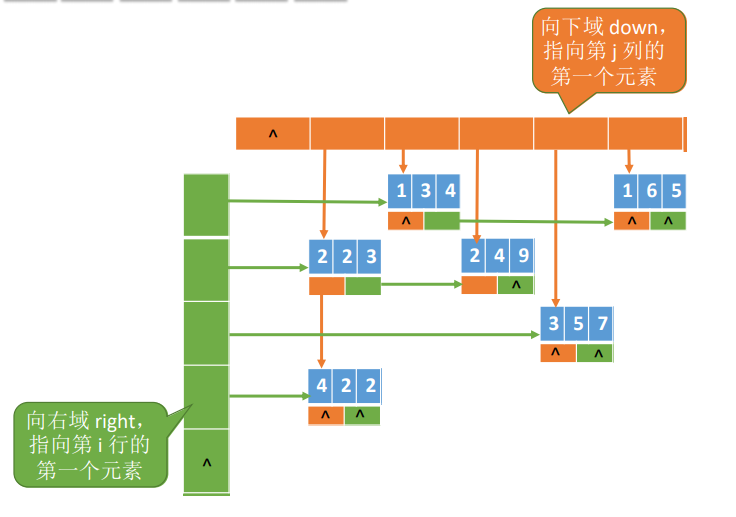 向下域 down，
指向第 j 列的
第一个元素
^
1 3 4
^
1 6 5
^ ^
2 2 3
2 4 9
^
3 5 7
^ ^
4 2 2
^ ^
向右域 right，
指向第 i 行的
第一个元素
^